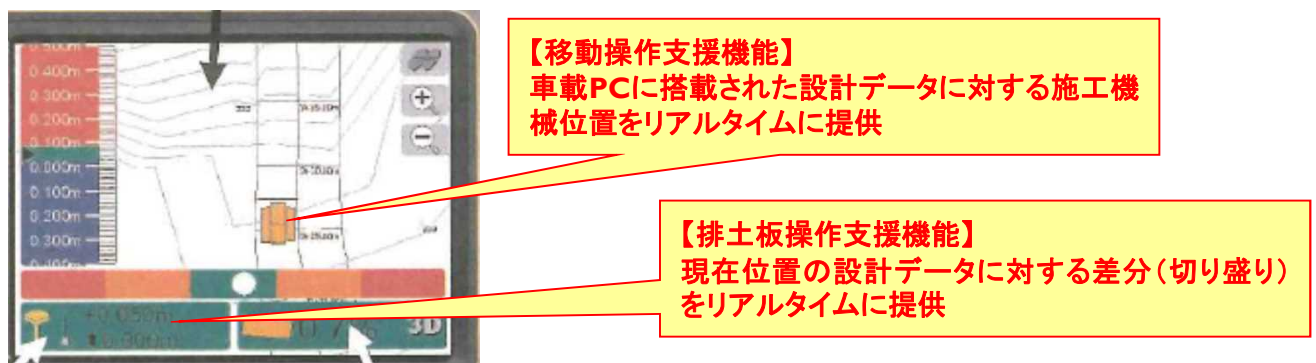 0.400m
0.300m
0.200m
0.100m
0.000m
0.100m
0.200m
0.300m
3D
【移動操作支援機能】
車載PCに搭載された設計データに対する施工機
械位置をリアルタイムに提供
【排土板操作支援機能】
現在位置の設計データに対する差分（切り盛り）
をリアルタイムに提供